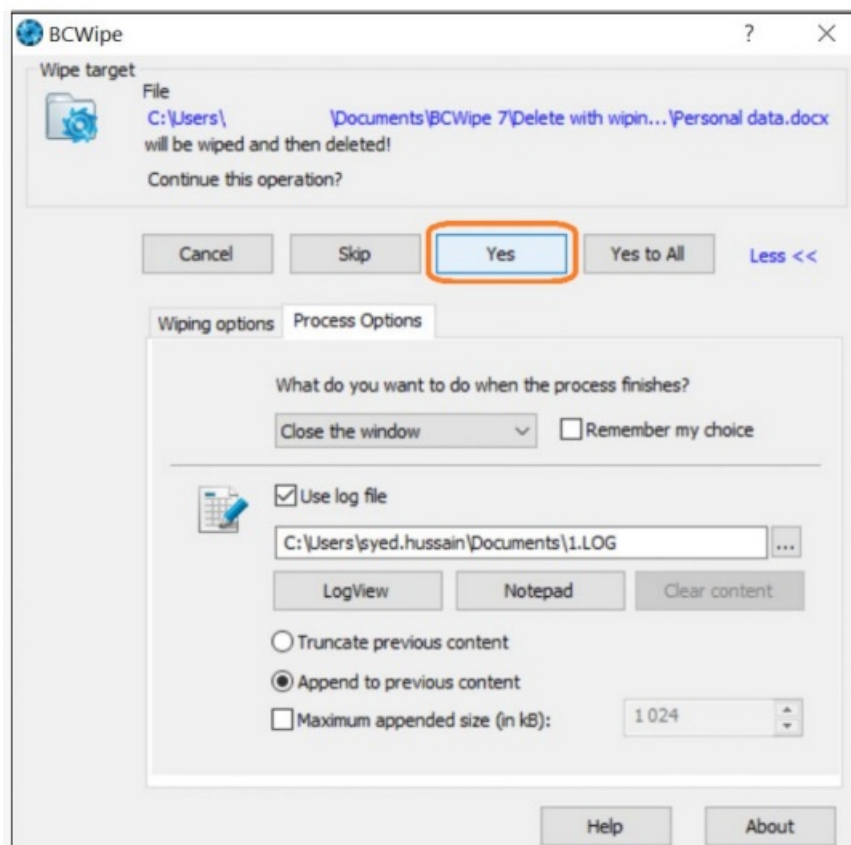 BCWipe ?
Wipe target
File
C:\Users\ \Documents\BCWipe 7\Delete with wipin...\Personal data.docx
will be wiped and then deleted!
Continue this operation?
Cancel Skip Yes Yes to All Less <<
Wiping options Process Options
What do you want to do when the process finishes?
Close the window Remember my choice
Use log file
C:\Users\syed.hussain\Documents\1.LOG ...
LogView Notepad Clear content
Truncate previous content
Append to previous content
Maximum appended size (in kB): 1 024
Help About